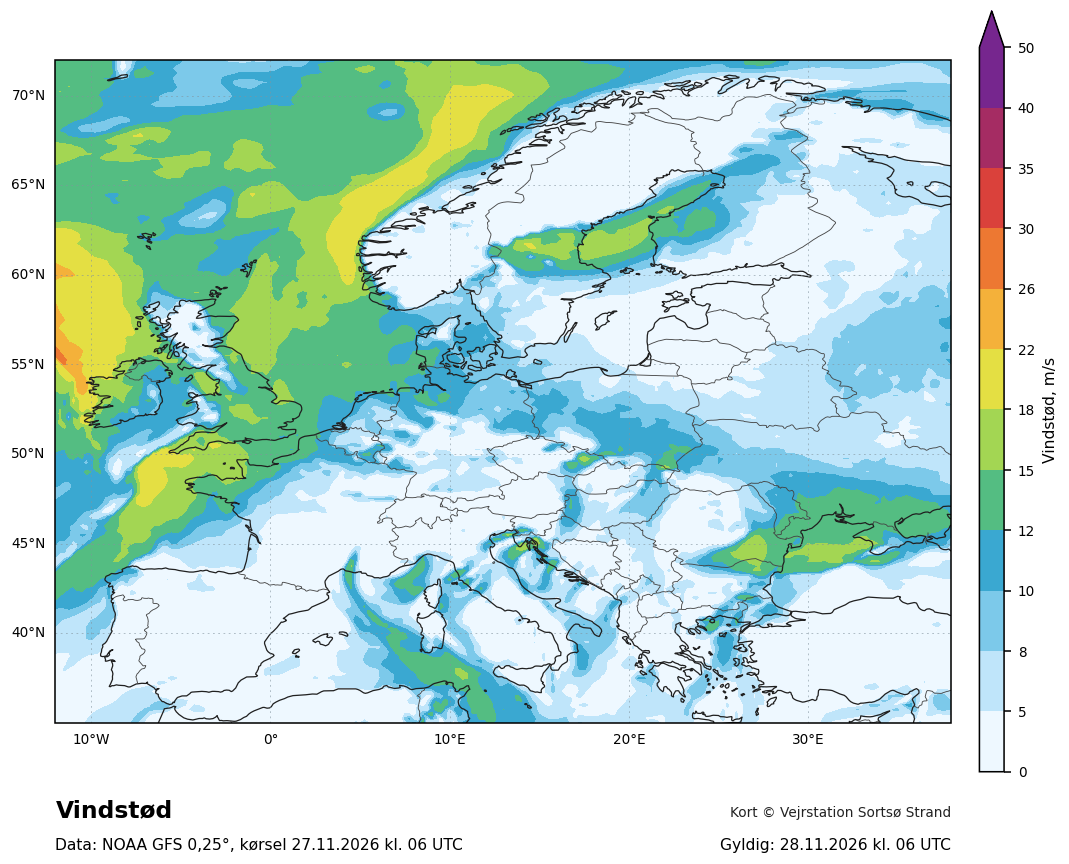 50
40
35
30
26
22
18
15
12
10
8
5
0
Vindstød, m/s
70°N
65°N
60°N
55°N
50°N
45°N
40°N
10°W
0°
10°E
20°E
30°E
Vindstød
Kort © Vejrstation Sortsø Strand
Data: NOAA GFS 0,25°, kørsel 27.11.2026 kl. 06 UTC
Gyldig: 28.11.2026 kl. 06 UTC